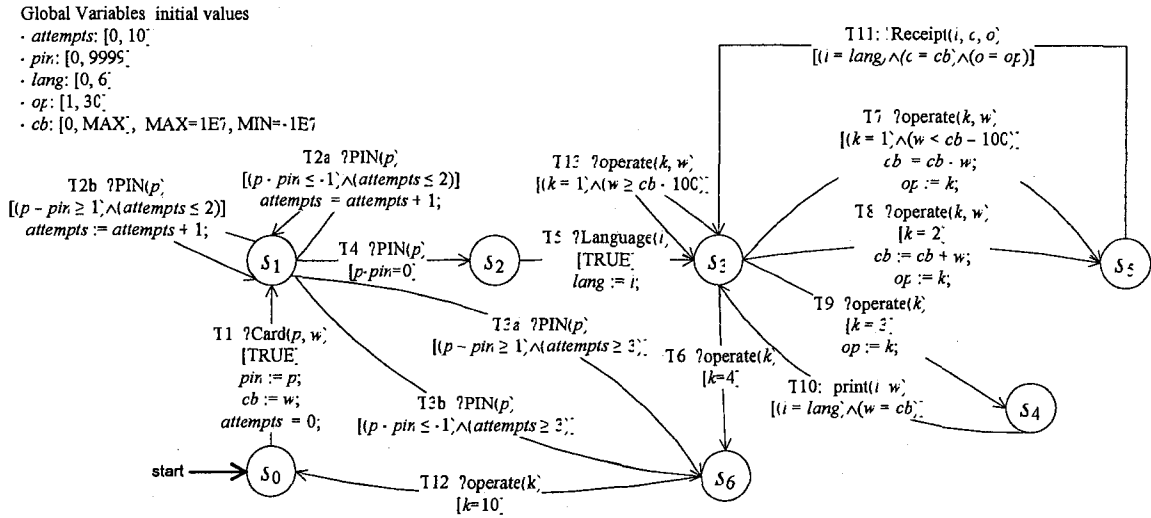 Global Variables initial values
· attempts: [0, 10]
· pin: [0, 9999]
· lang: [0, 6]
· op: [1, 30]
· cb: [0, MAX], MAX=1E7, MIN=-1E7
T11: !Receipt(i, c, o)
[(i = lang)∧(c = cb)∧(o = op)]
T7 ?operate(k, w)
[(k = 1)∧(w < cb – 100)]
cb = cb - w;
op := k;
T2a ?PIN(p)
[(p - pin ≤ -1)∧(attempts ≤ 2)]
attempts = attempts + 1;
T13 ?operate(k, w)
[(k = 1)∧(w ≥ cb - 100)]
T2b ?PIN(p)
[(p – pin ≥ 1)∧(attempts ≤ 2)]
attempts := attempts + 1;
T8 ?operate(k, w)
[k = 2]
cb := cb + w;
op := k;
T4 ?PIN(p)
[p-pin=0]
T5 ?Language(i)
[TRUE]
lang := i;
S1
S2
S3
S5
T9 ?operate(k)
[k = 3]
op := k;
T1 ?Card(p, w)
[TRUE]
pin := p;
cb := w;
attempts = 0;
T3a ?PIN(p)
[(p – pin ≥ 1)∧(attempts ≥ 3)]
T6 ?operate(k)
[k=4]
T3b ?PIN(p)
[(p - pin ≤ -1)∧(attempts ≥ 3)]
T10: print(i w)
[(i = lang)∧(w = cb)]
S4
start
S0
S6
T12 ?operate(k)
[k=10]